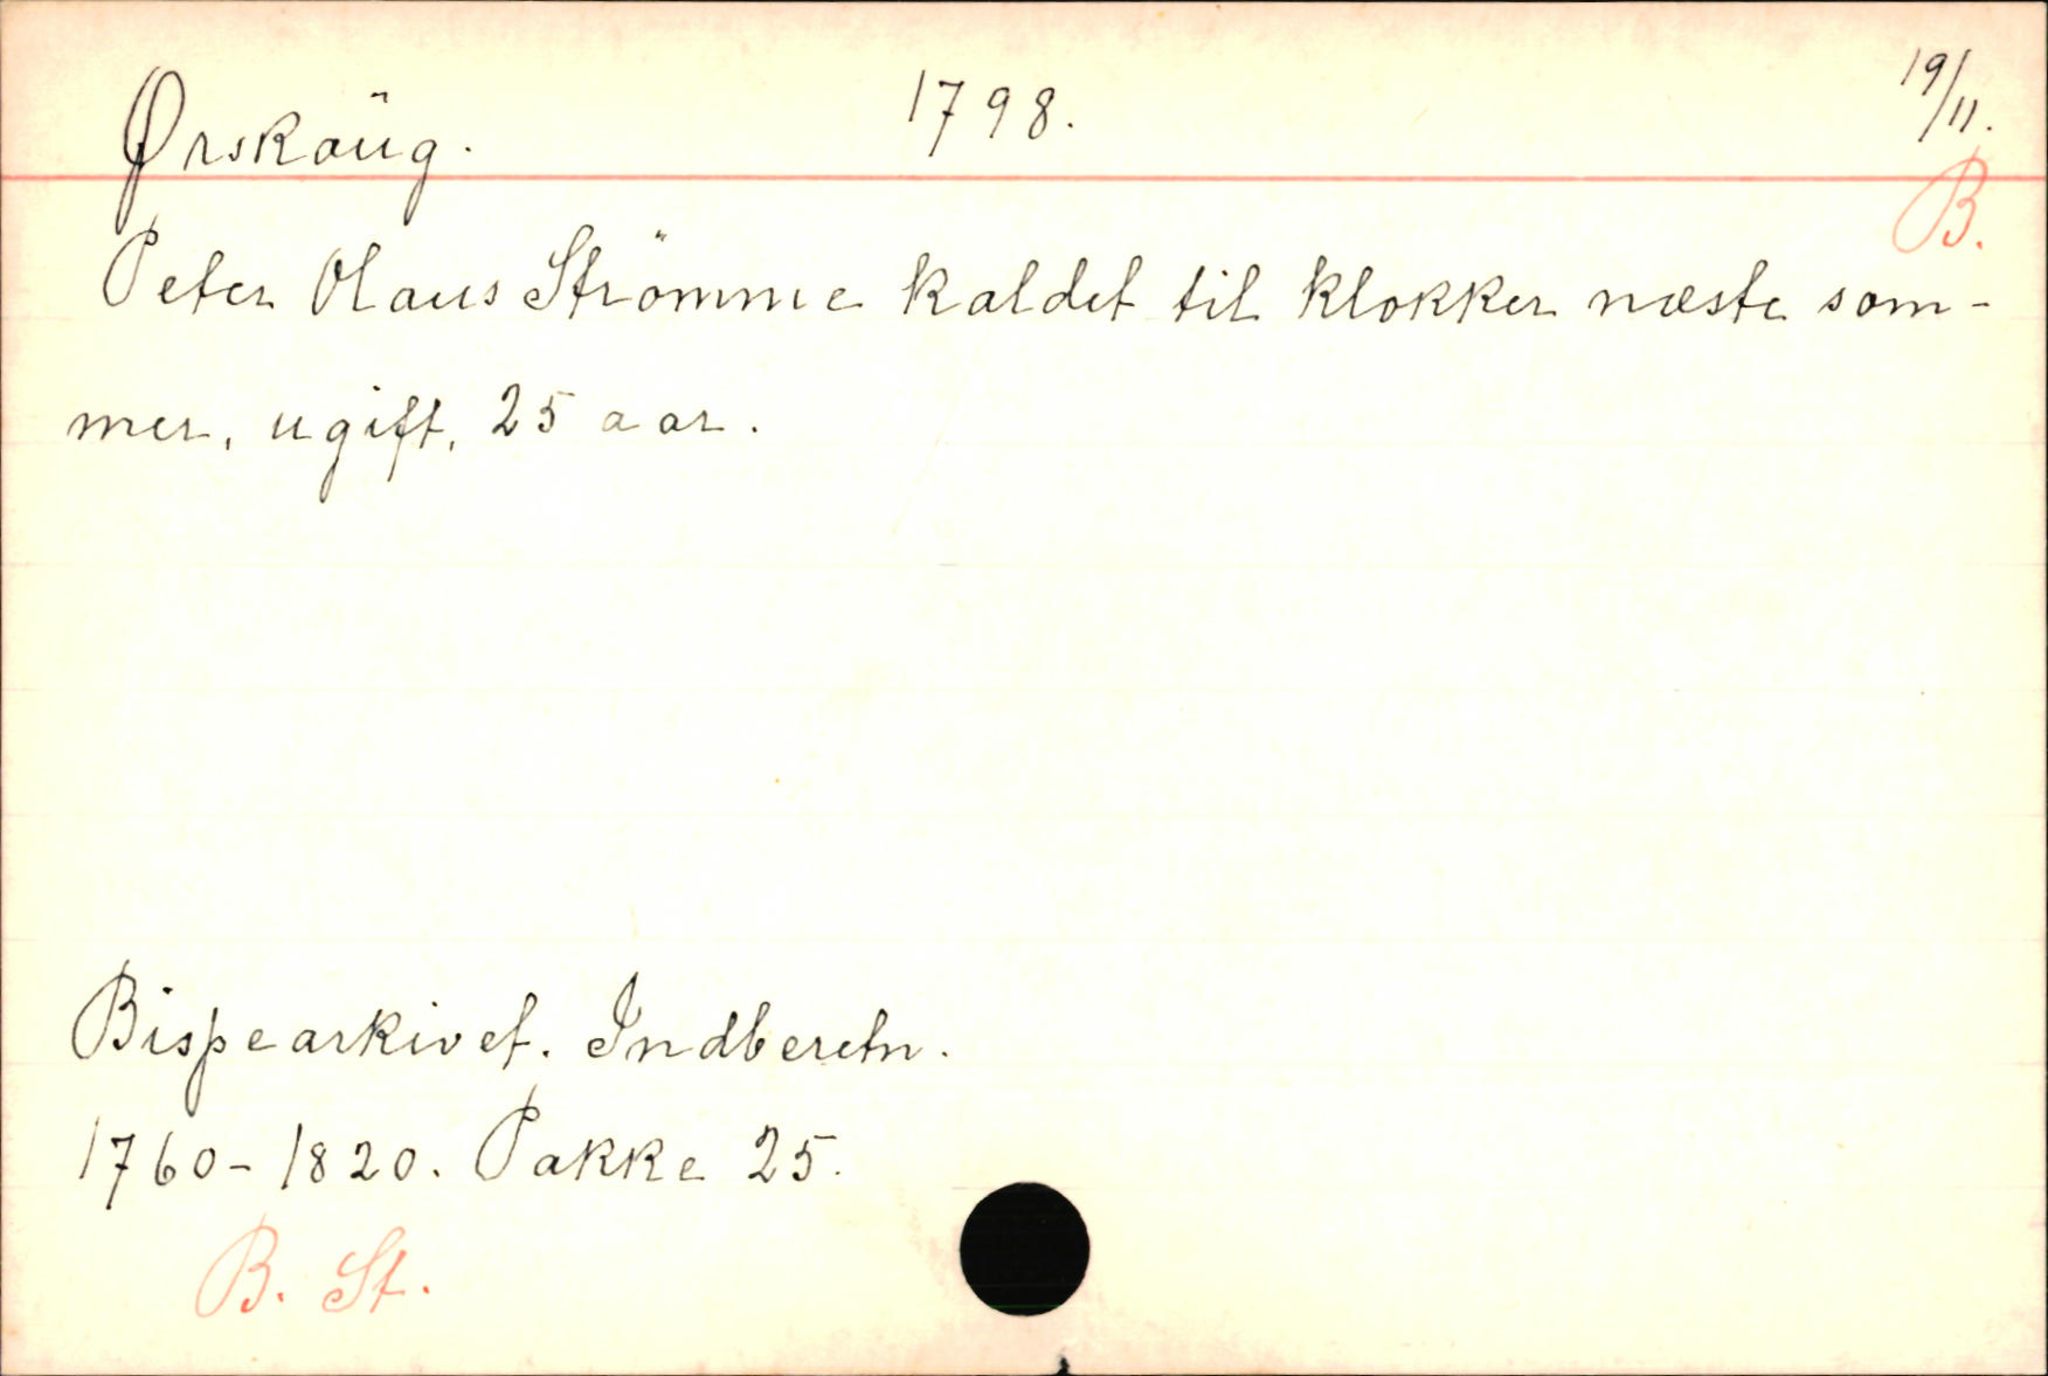 Ørskoüg. 1798. 19/11.
B.
Peter Olaus Strömme kaldet til klokker næste som-
mer, ugift, 25 aar.
Bispearkivet. Indberetn.
1760-1820. Pakke 25.
B. St.